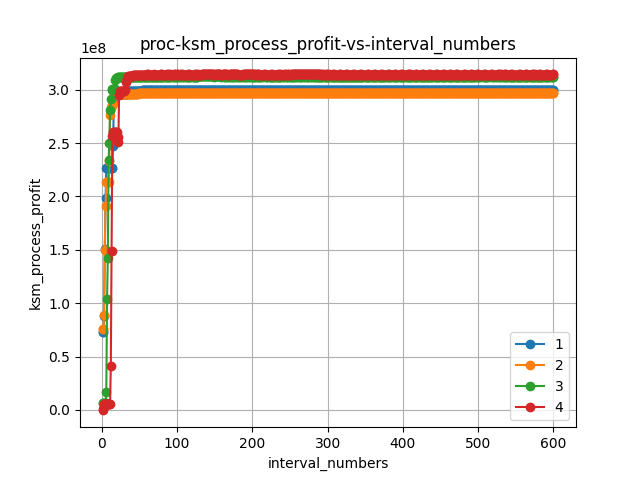 proc-ksm_process_profit-vs-interval_numbers
1e8
3.0
2.5
2.0
1.5
1.0
0.5
0.0
ksm_process_profit
0 100 200 300 400 500 600
interval_numbers
1
2
3
4